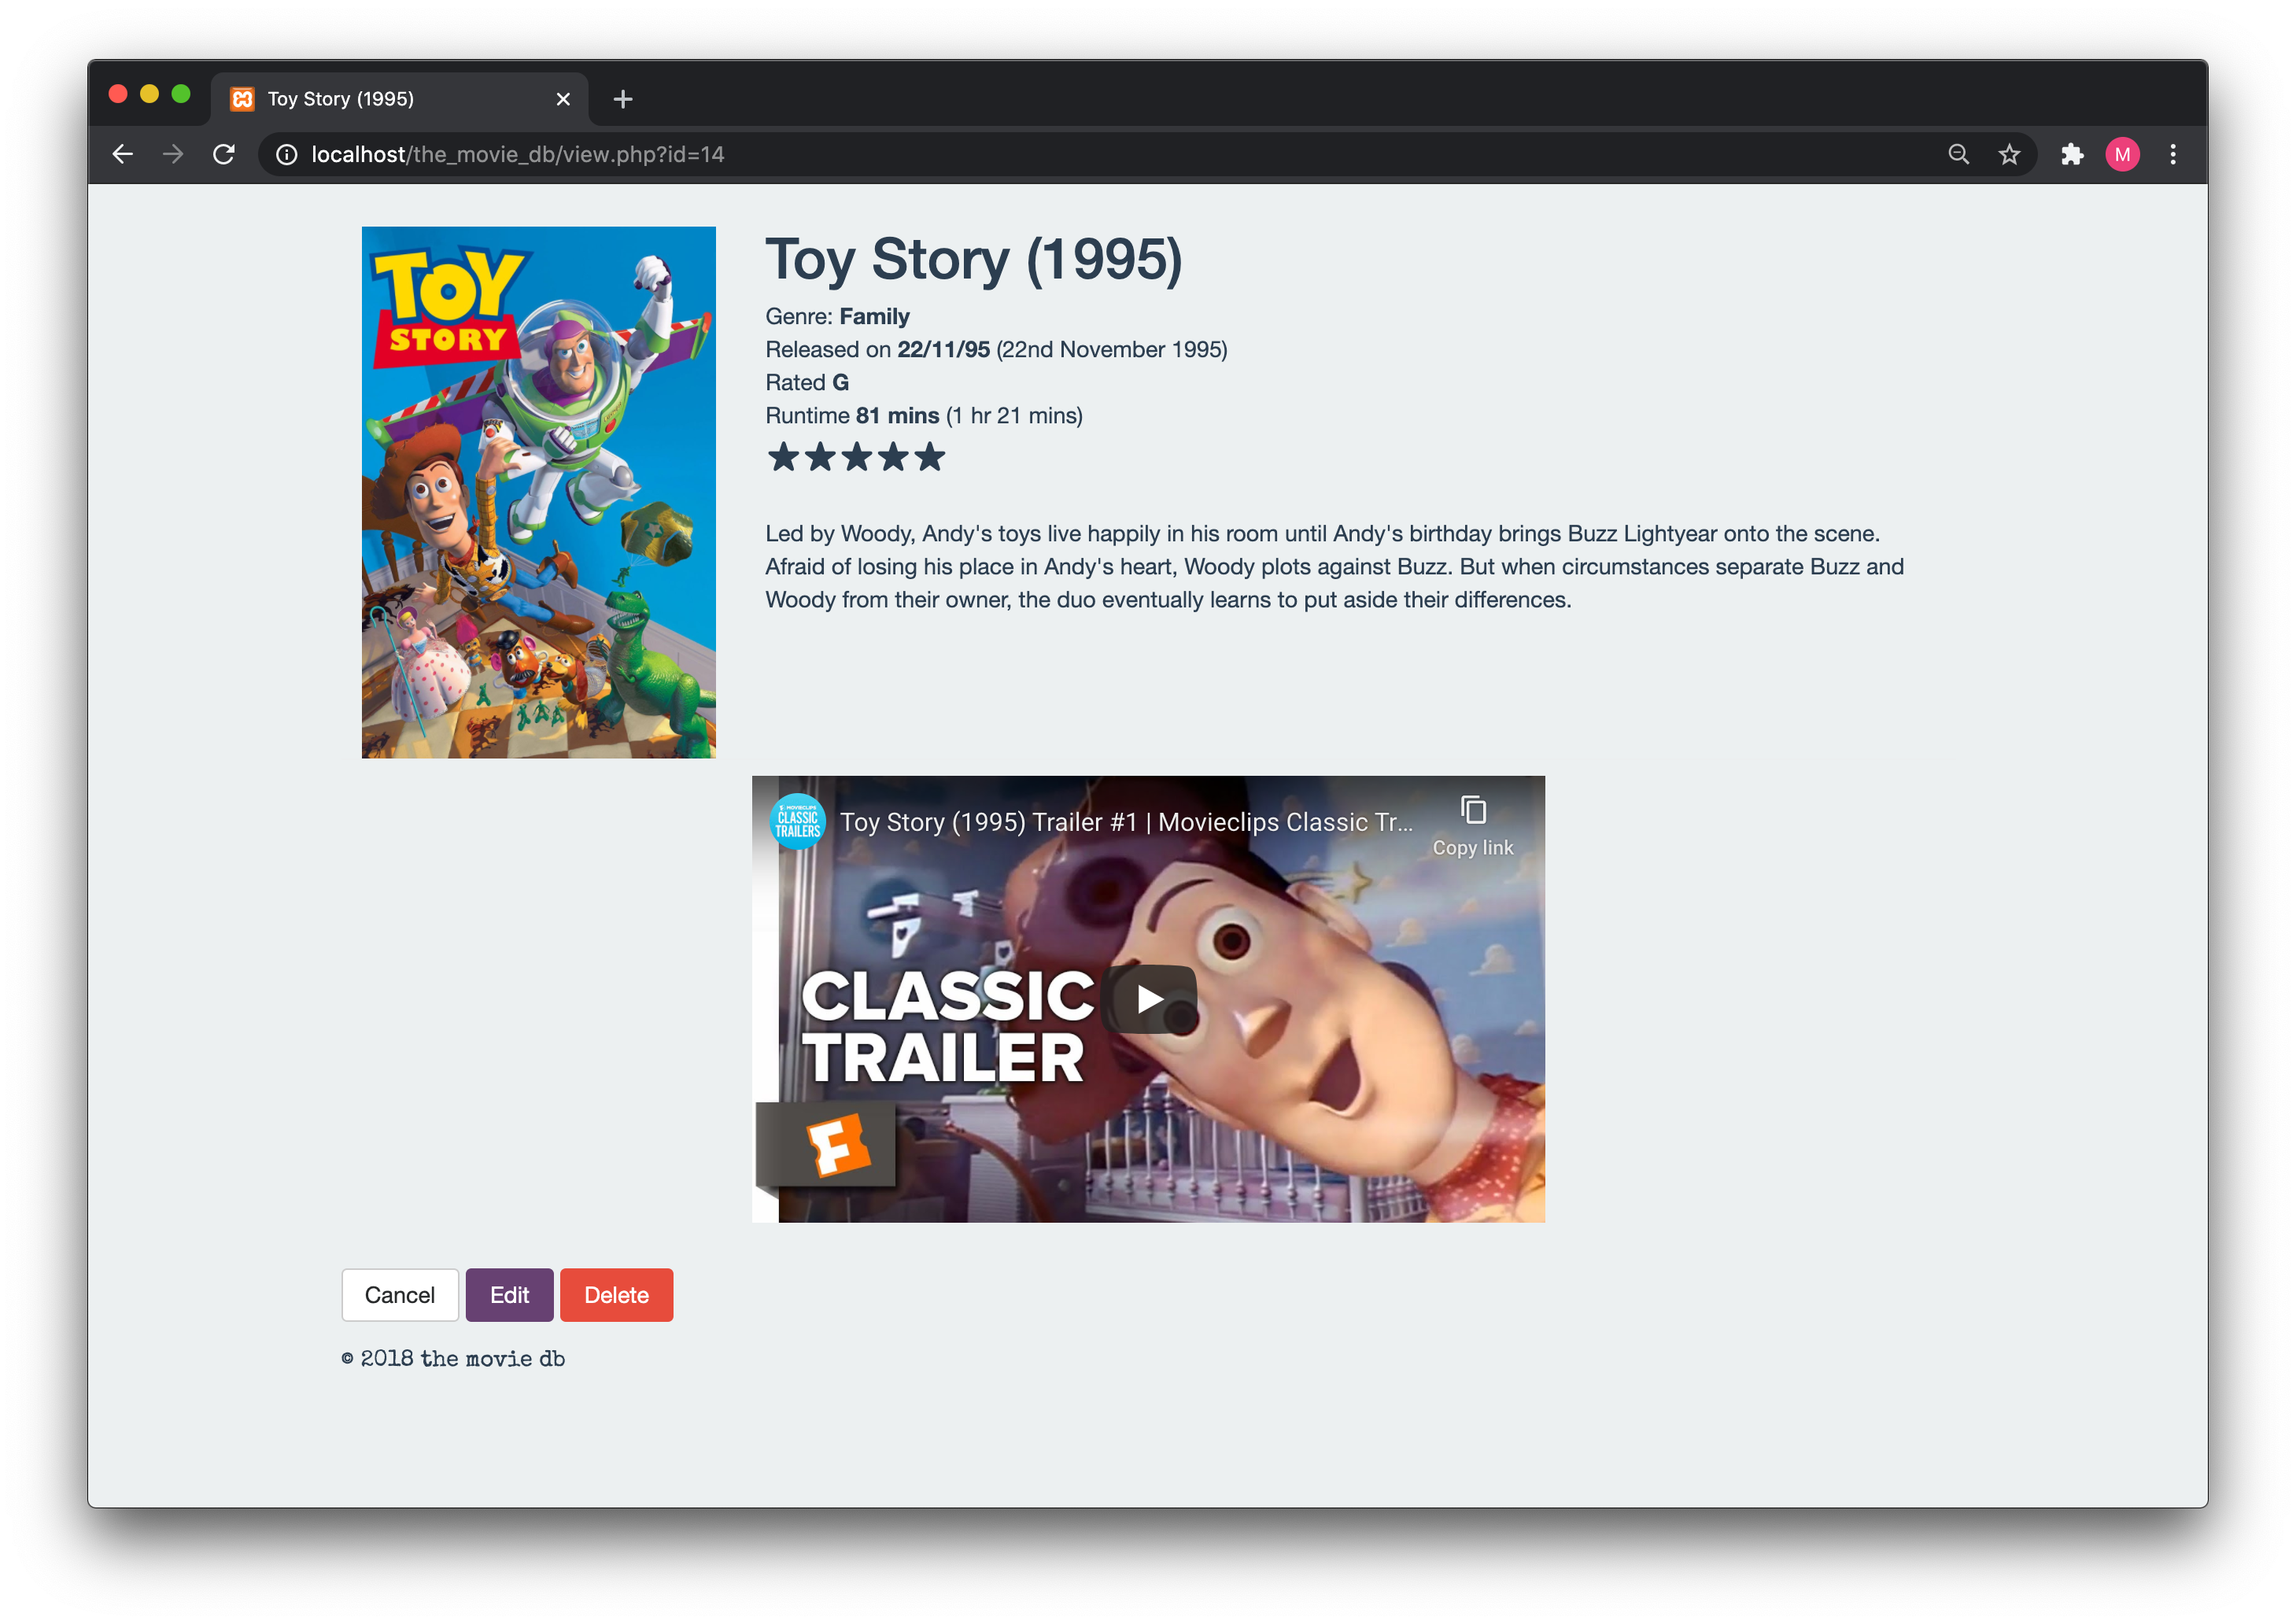 Toy Story (1995)
localhost/the_movie_db/view.php?id=14
M
TOY
STORY
Toy Story (1995)
Genre: Family
Released on 22/11/95 (22nd November 1995)
Rated G
Runtime 81 mins (1 hr 21 mins)
Led by Woody, Andy's toys live happily in his room until Andy's birthday brings Buzz Lightyear onto the scene.
Afraid of losing his place in Andy's heart, Woody plots against Buzz. But when circumstances separate Buzz and
Woody from their owner, the duo eventually learns to put aside their differences.
MOVIECLIPS
CLASSIC
TRAILERS
Toy Story (1995) Trailer #1 | Movieclips Classic Tr...
Copy link
CLASSIC
TRAILER
F
Cancel Edit Delete
© 2018 the movie db